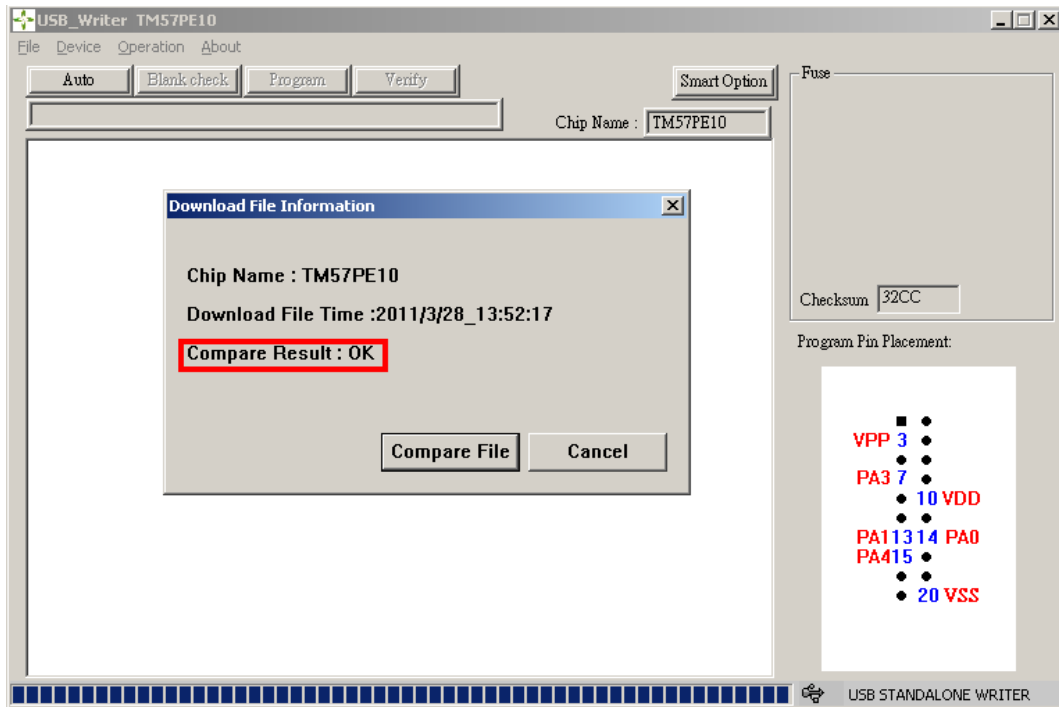 USB_Writer TM57PE10
File Device Operation About
Auto Blank check Program Verify Smart Option
Chip Name : TM57PE10
Fuse
Checksum 32CC
Download File Information
Chip Name : TM57PE10
Download File Time :2011/3/28_13:52:17
Compare Result : OK
Compare File Cancel
Program Pin Placement:
VPP 3
PA3 7
10 VDD
PA1 13 14 PA0
PA4 15
20 VSS
USB STANDALONE WRITER